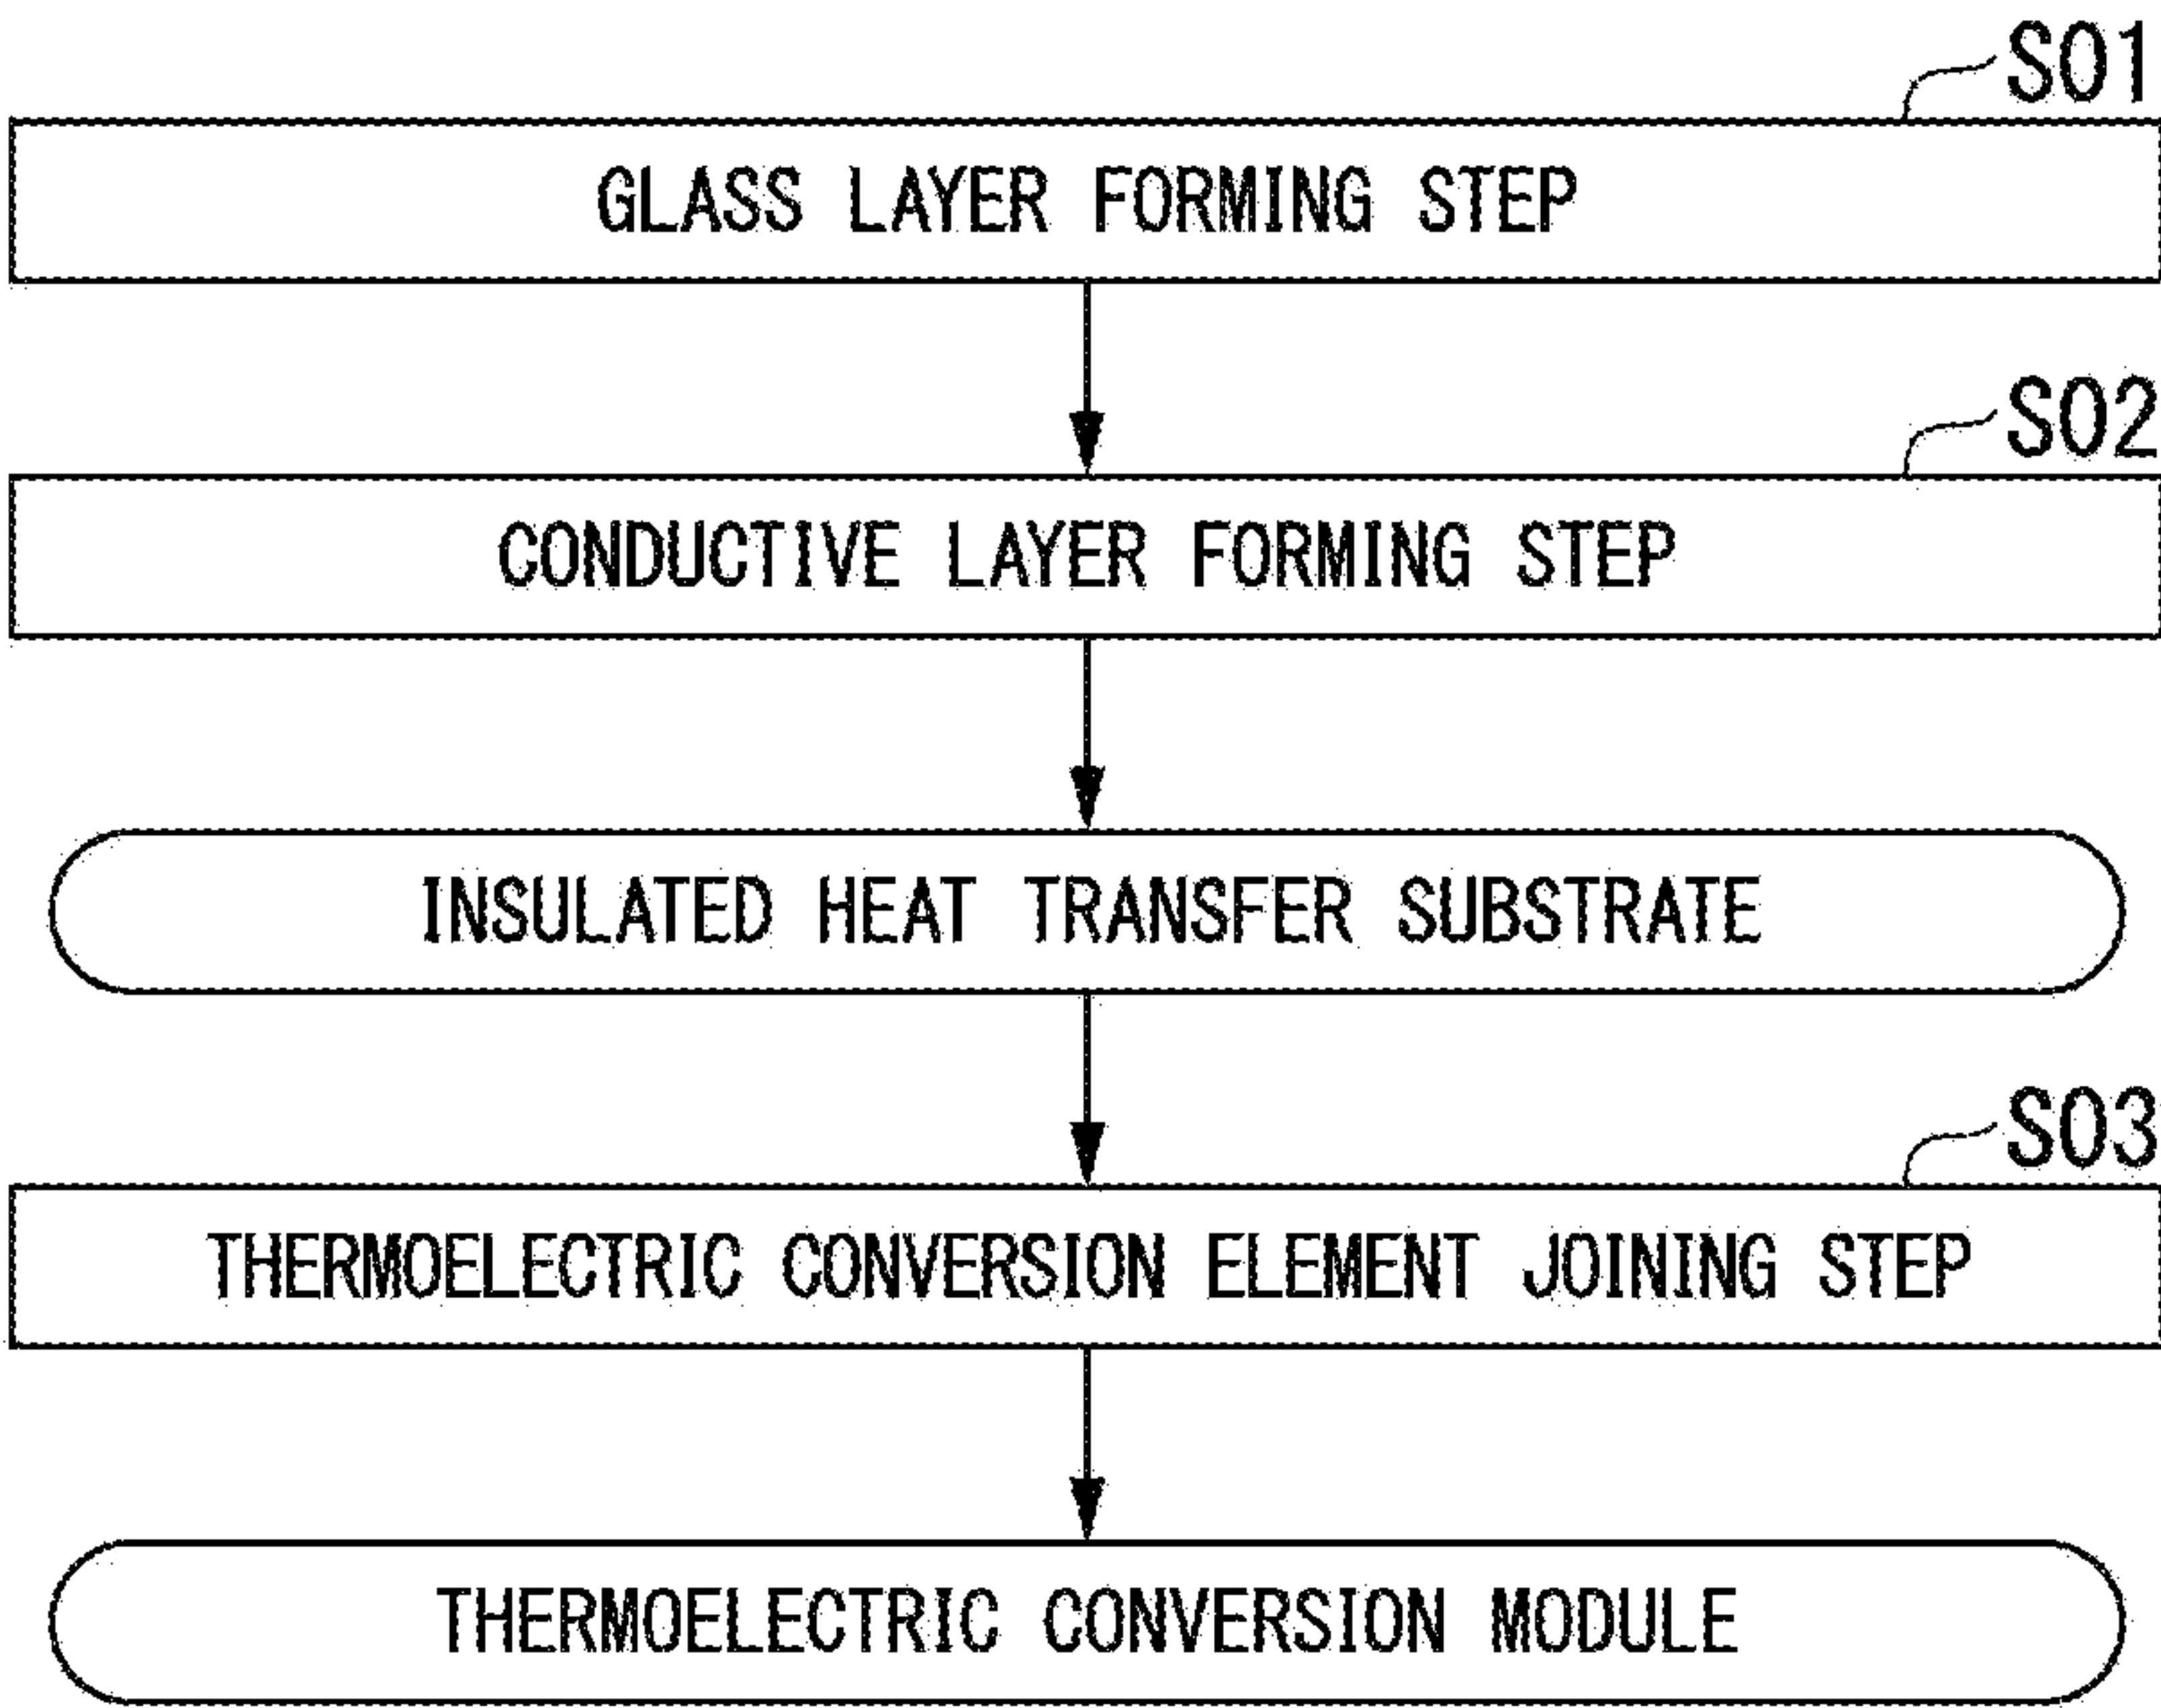 S01
GLASS LAYER FORMING STEP
S02
CONDUCTIVE LAYER FORMING STEP
INSULATED HEAT TRANSFER SUBSTRATE
S03
THERMOELECTRIC CONVERSION ELEMENT JOINING STEP
THERMOELECTRIC CONVERSION MODULE